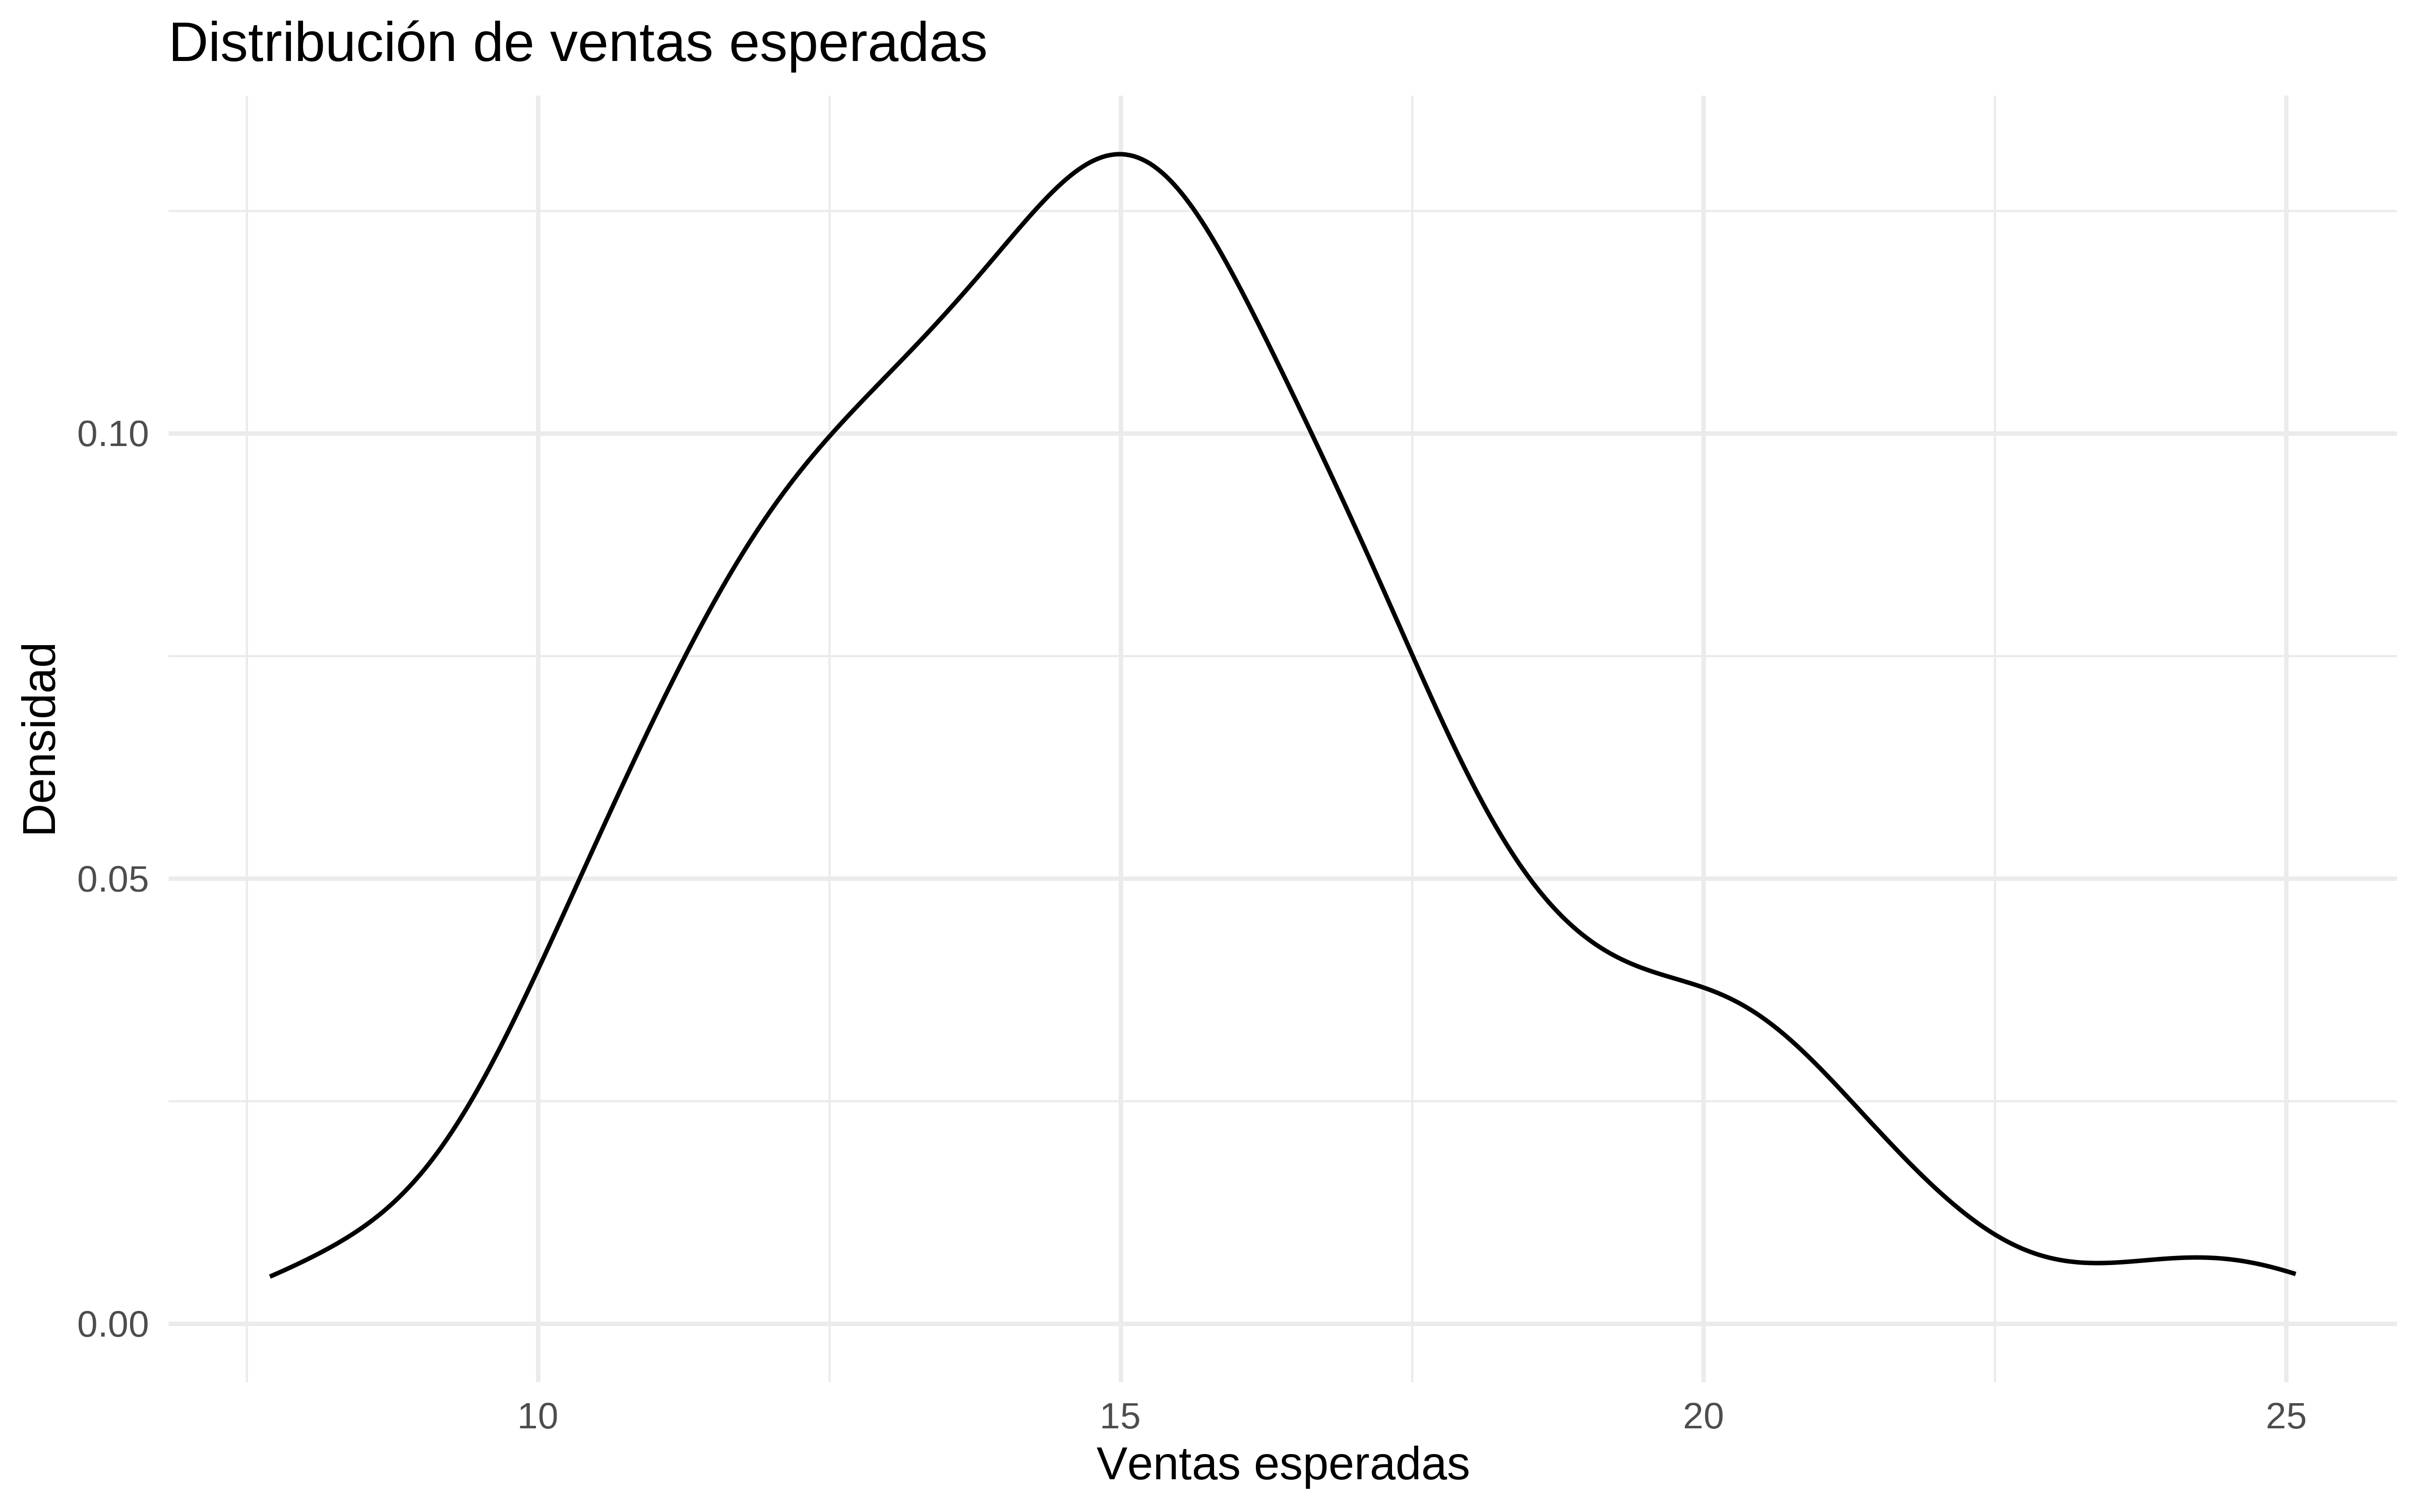 Distribución de ventas esperadas
Densidad
0.10
0.05
0.00
10
15
20
25
Ventas esperadas